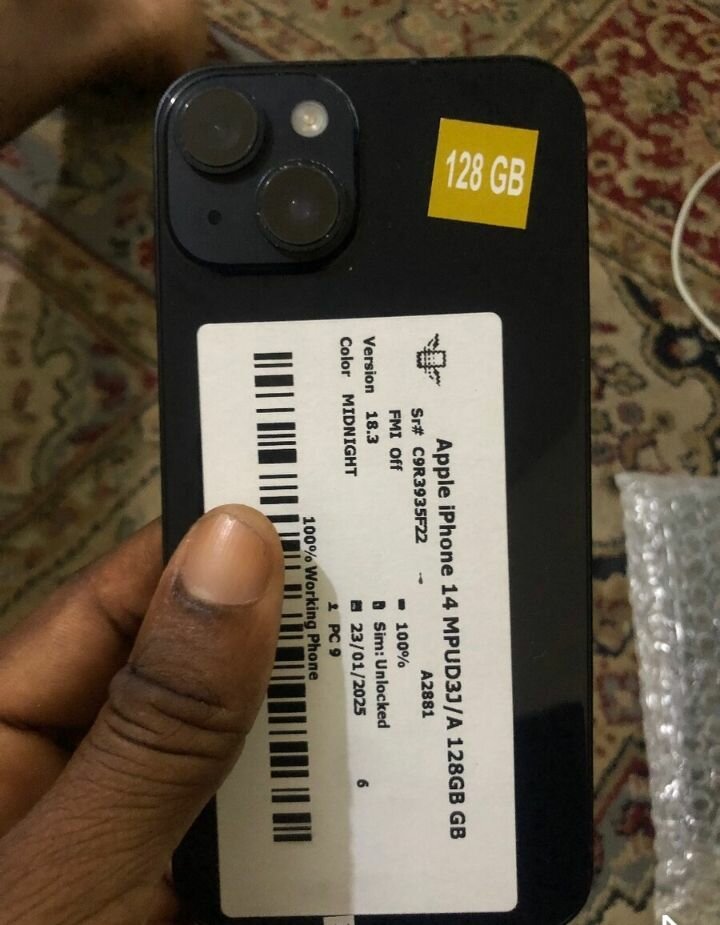 128 GB
Apple iPhone 14 MPUD3J/A 128GB GB
Sr# C9R3935F22 A2881
FMI Off 100%
Version 18.3 Sim: Unlocked
Color MIDNIGHT 23/01/2025 6
PC 9
100% Working Phone